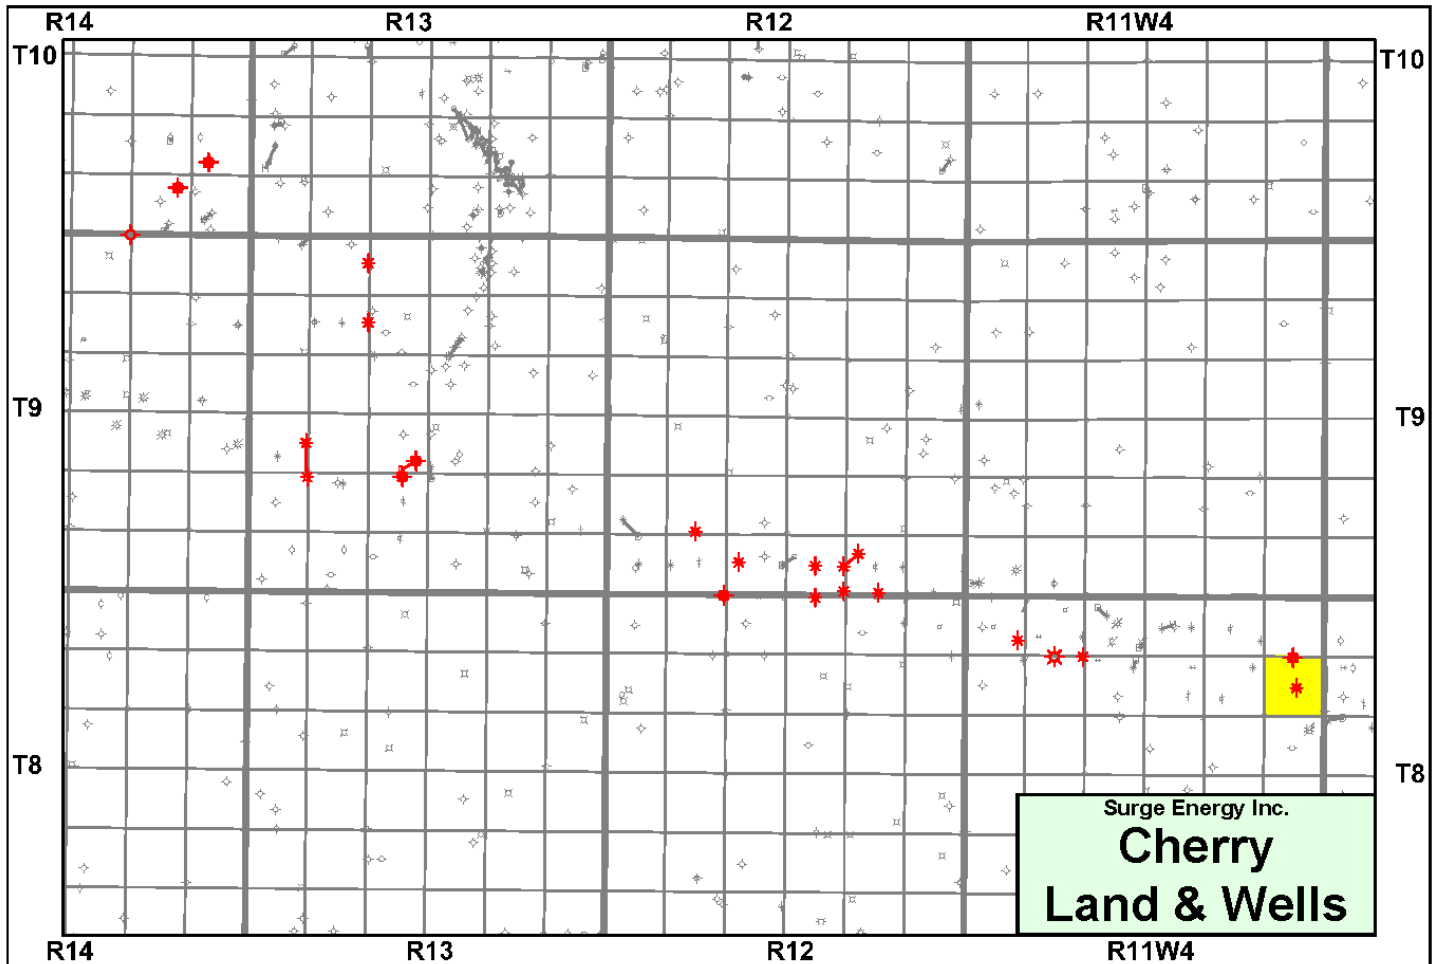 R14 R13 R12 R11W4
T10 T10
T9 T9
T8 T8
Surge Energy Inc.
Cherry
Land & Wells
R14 R13 R12 R11W4